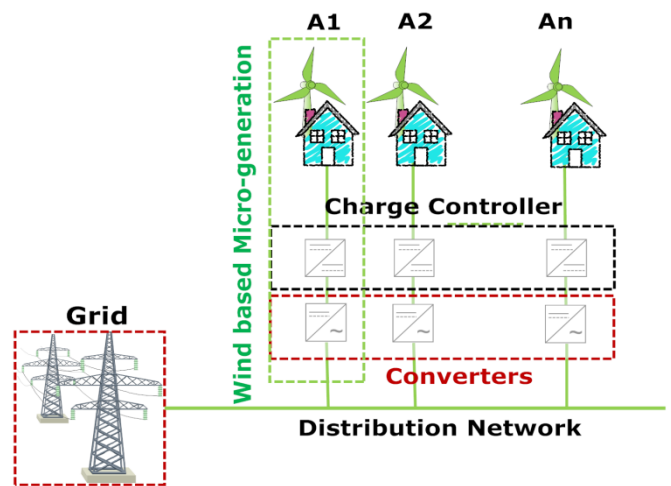 A1 A2 An
Wind based Micro-generation
Charge Controller
Grid
~ ~ ~
Converters
Distribution Network